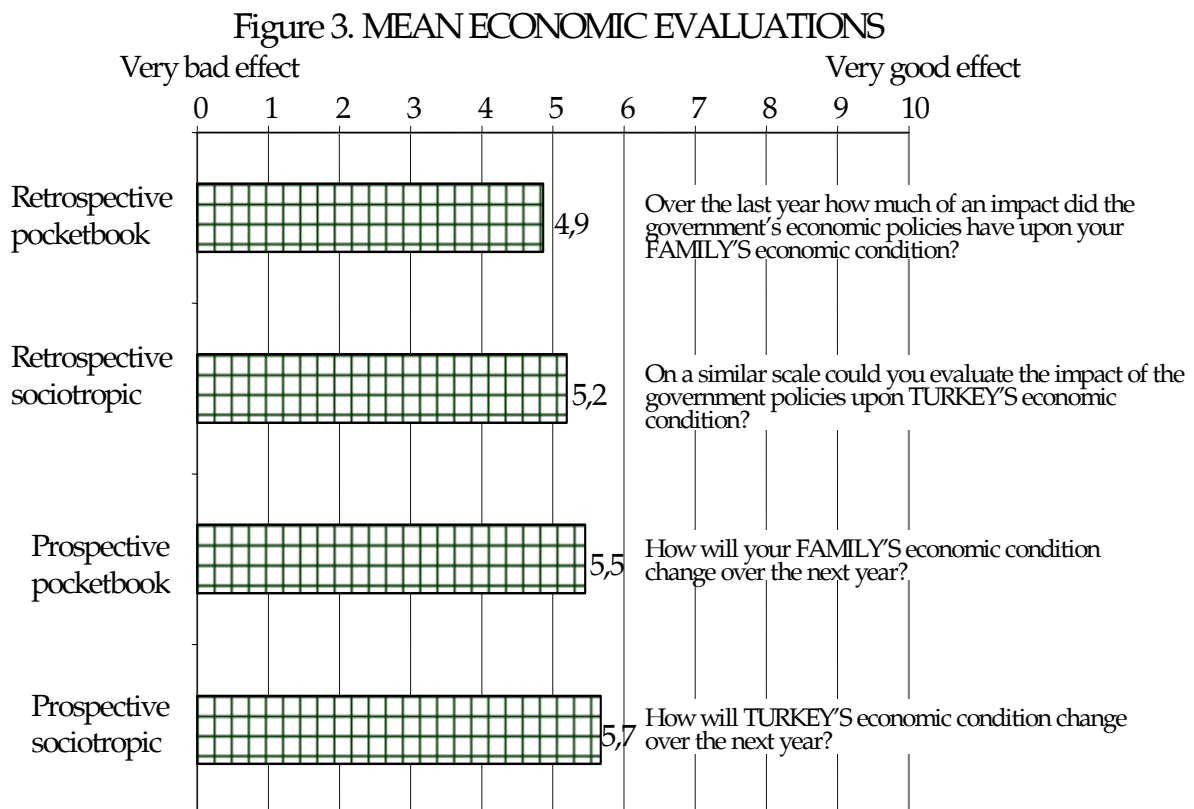 Figure 3. MEAN ECONOMIC EVALUATIONS
Very bad effect
Very good effect
0 1 2 3 4 5 6 7 8 9 10
Retrospective
pocketbook
4,9
Over the last year how much of an impact did the
government's economic policies have upon your
FAMILY'S economic condition?
Retrospective
sociotropic
5,2
On a similar scale could you evaluate the impact of the
government policies upon TURKEY'S economic
condition?
Prospective
pocketbook
5,5
How will your FAMILY'S economic condition
change over the next year?
Prospective
sociotropic
5,7
How will TURKEY'S economic condition change
over the next year?